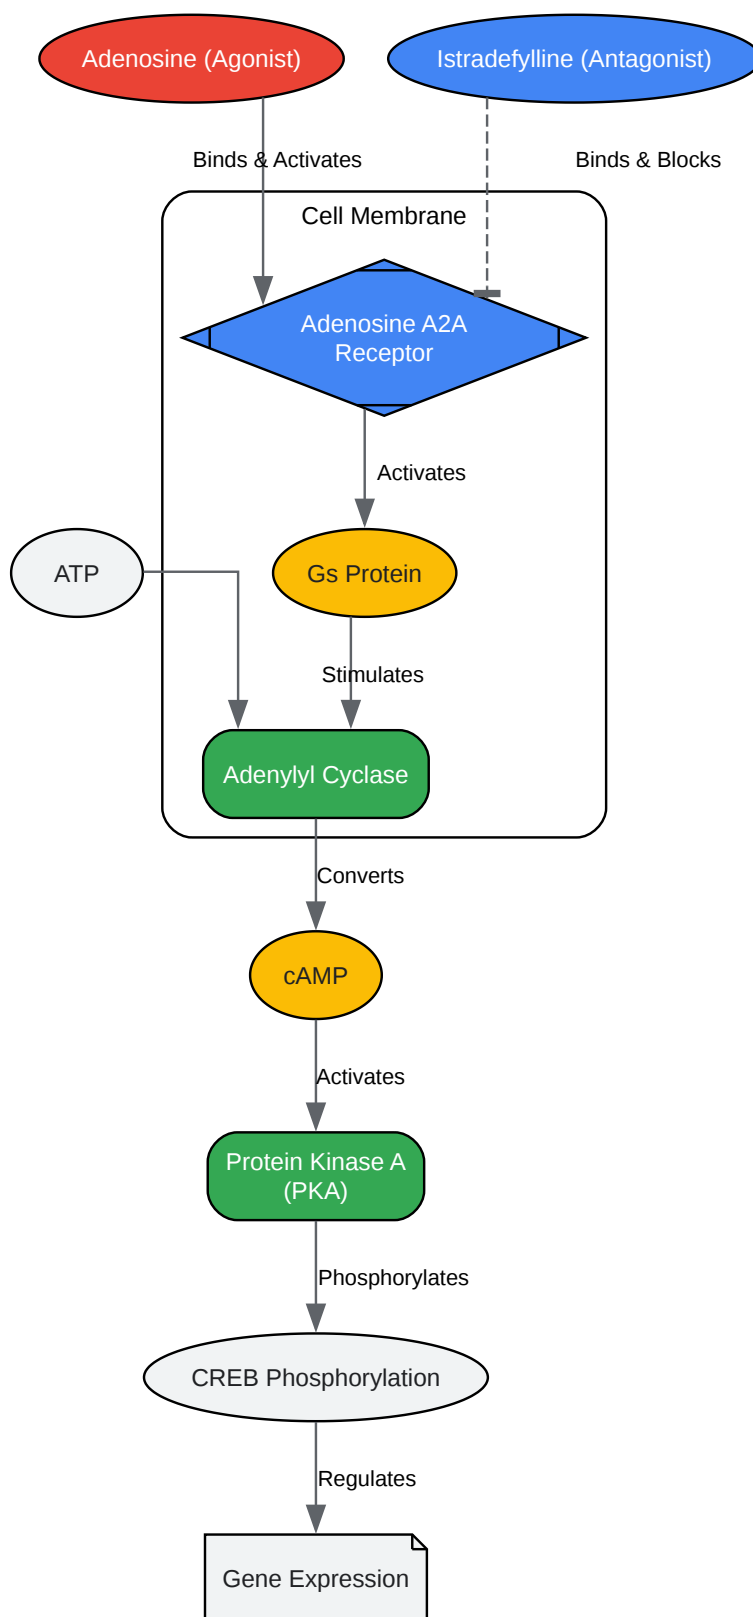 Adenosine (Agonist)
Istradefylline (Antagonist)
Binds & Activates
Binds & Blocks
Cell Membrane
Adenosine A2A
Receptor
Activates
ATP
Gs Protein
Stimulates
Adenylyl Cyclase
Converts
cAMP
Activates
Protein Kinase A
(PKA)
Phosphorylates
CREB Phosphorylation
Regulates
Gene Expression